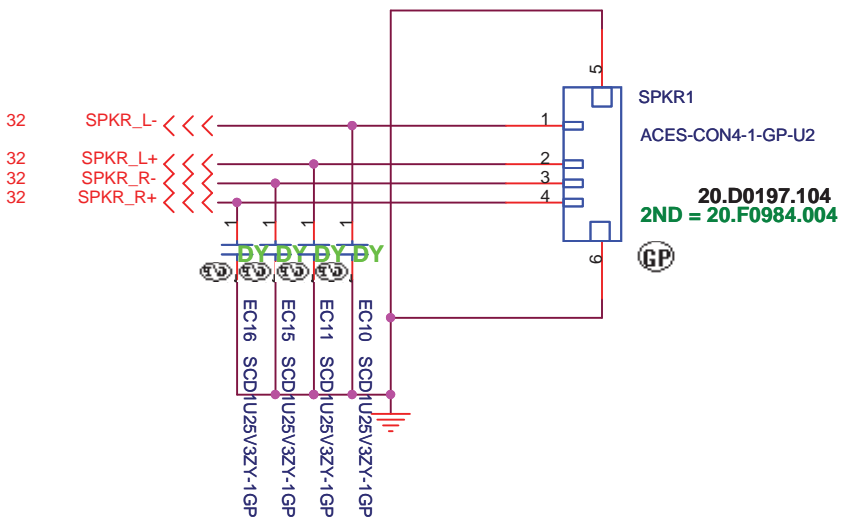 5
SPKR1
32 SPKR_L- 1
ACES-CON4-1-GP-U2
32 SPKR_L+ 2
32 SPKR_R- 3
32 SPKR_R+ 4
20.D0197.104
2ND = 20.F0984.004
1 1 1 1
DY DY DY DY
6
GP
EC16 SCD1U25V3ZY-1GP
EC15 SCD1U25V3ZY-1GP
EC11 SCD1U25V3ZY-1GP
EC10 SCD1U25V3ZY-1GP